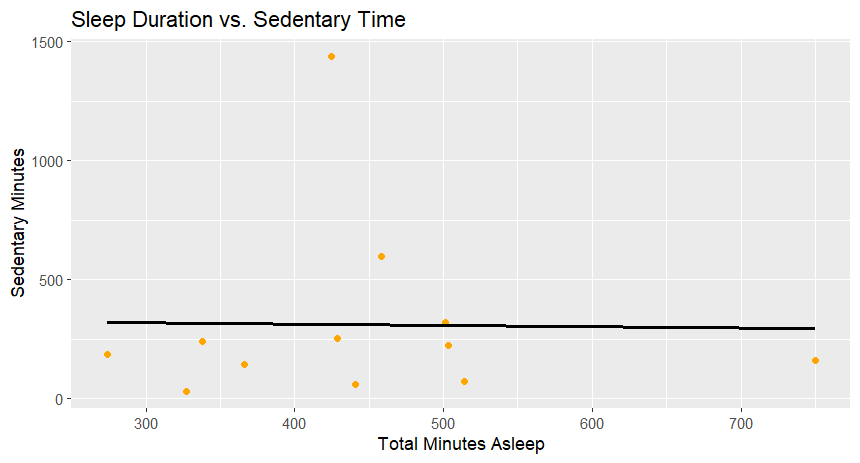 Sleep Duration vs. Sedentary Time
1500
1000
500
0
Sedentary Minutes
300 400 500 600 700
Total Minutes Asleep